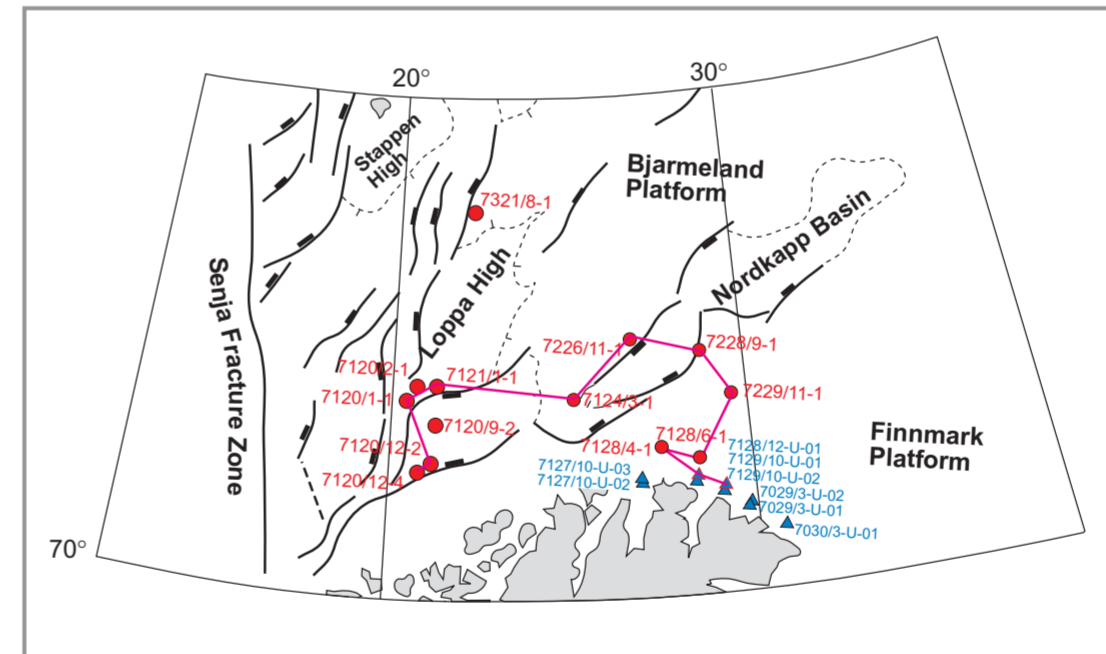 20°
30°
Stappen
High
Bjarmeland
Platform
7321/8-1
Nordkapp Basin
Senja Fracture Zone
Loppa High
7226/11-1
7228/9-1
7120/2-1
7121/1-1
7120/1-1
7124/3-1
7229/11-1
7120/9-2
7128/6-1
7128/4-1
7120/12-2
7120/12-4
Finnmark
Platform
7128/12-U-01
7129/10-U-01
7129/10-U-02
7127/10-U-03
7127/10-U-02
7029/3-U-02
7029/3-U-01
7030/3-U-01
70°